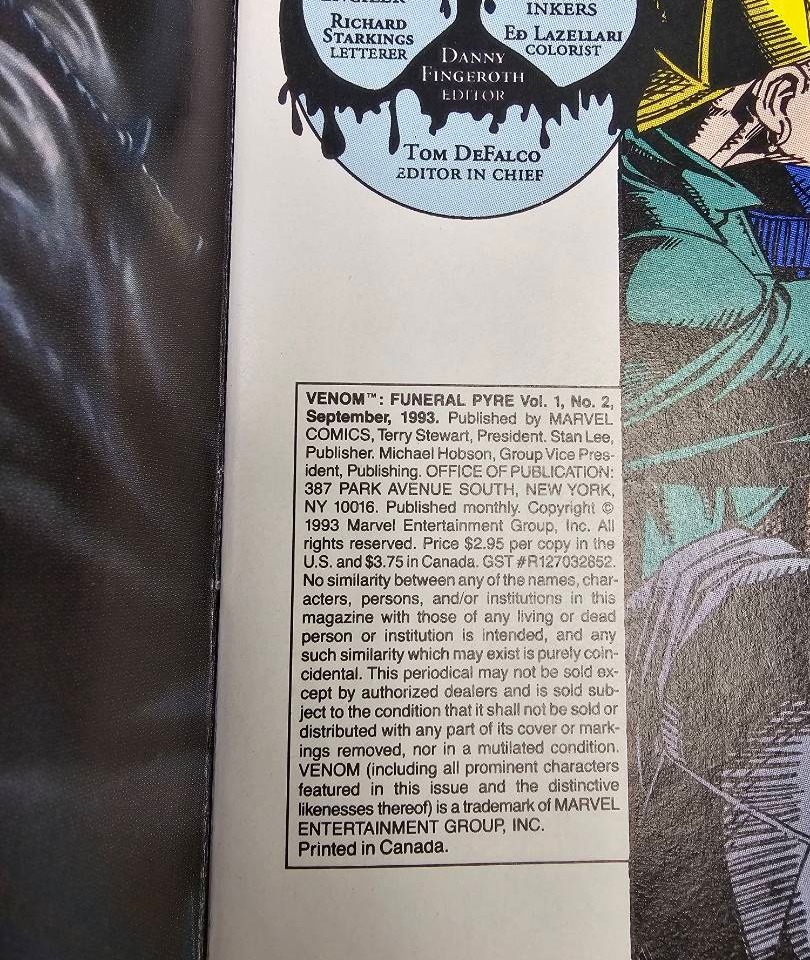 INKERS
RICHARD
STARKINGS
LETTERER
ED LAZELLARI
COLORIST
DANNY
FINGEROTH
EDITOR
TOM DEFALCO
EDITOR IN CHIEF
VENOM™: FUNERAL PYRE Vol. 1, No. 2,
September, 1993. Published by MARVEL
COMICS, Terry Stewart, President. Stan Lee,
Publisher. Michael Hobson, Group Vice Pres-
ident, Publishing. OFFICE OF PUBLICATION:
387 PARK AVENUE SOUTH, NEW YORK,
NY 10016. Published monthly. Copyright ©
1993 Marvel Entertainment Group, Inc. All
rights reserved. Price $2.95 per copy in the
U.S. and $3.75 in Canada. GST #R127032852.
No similarity between any of the names, char-
acters, persons, and/or institutions in this
magazine with those of any living or dead
person or institution is intended, and any
such similarity which may exist is purely coin-
cidental. This periodical may not be sold ex-
cept by authorized dealers and is sold sub-
ject to the condition that it shall not be sold or
distributed with any part of its cover or mark-
ings removed, nor in a mutilated condition.
VENOM (including all prominent characters
featured in this issue and the distinctive
likenesses thereof) is a trademark of MARVEL
ENTERTAINMENT GROUP, INC.
Printed in Canada.